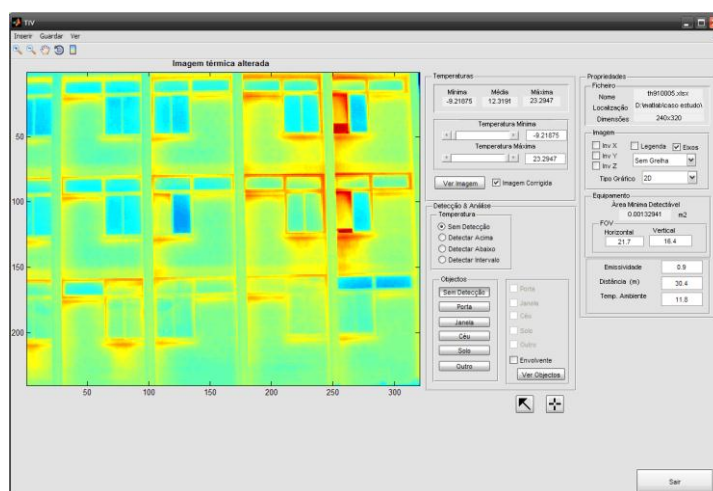 TIV
Inserir Guardar Ver
Imagem térmica alterada
50
100
150
200
50 100 150 200 250 300
Temperaturas
Mínima Média Máxima
-9.21875 12.3191 23.2947
Temperatura Mínima
-9.21875
Temperatura Máxima
23.2947
Ver Imagem Imagem Corrigida
Detecção & Análise
Temperatura
Sem Detecção
Detectar Acima
Detectar Abaixo
Detectar Intervalo
Objectos
Sem Detecção
Porta
Janela
Céu
Solo
Outro
Porta
Janela
Céu
Solo
Outro
Envolvente
Ver Objectos
Propriedades
Ficheiro
Nome th910005.xlsx
Localização D:\matlab\caso estudo\
Dimensões 240x320
Imagem
Inv X Legenda Eixos
Inv Y Sem Grelha
Inv Z
Tipo Gráfico 2D
Equipamento
Área Mínima Detectável
0.00132941 m2
FOV
Horizontal Vertical
21.7 16.4
Emissividade 0.9
Distância (m) 30.4
Temp. Ambiente 11.8
Sair